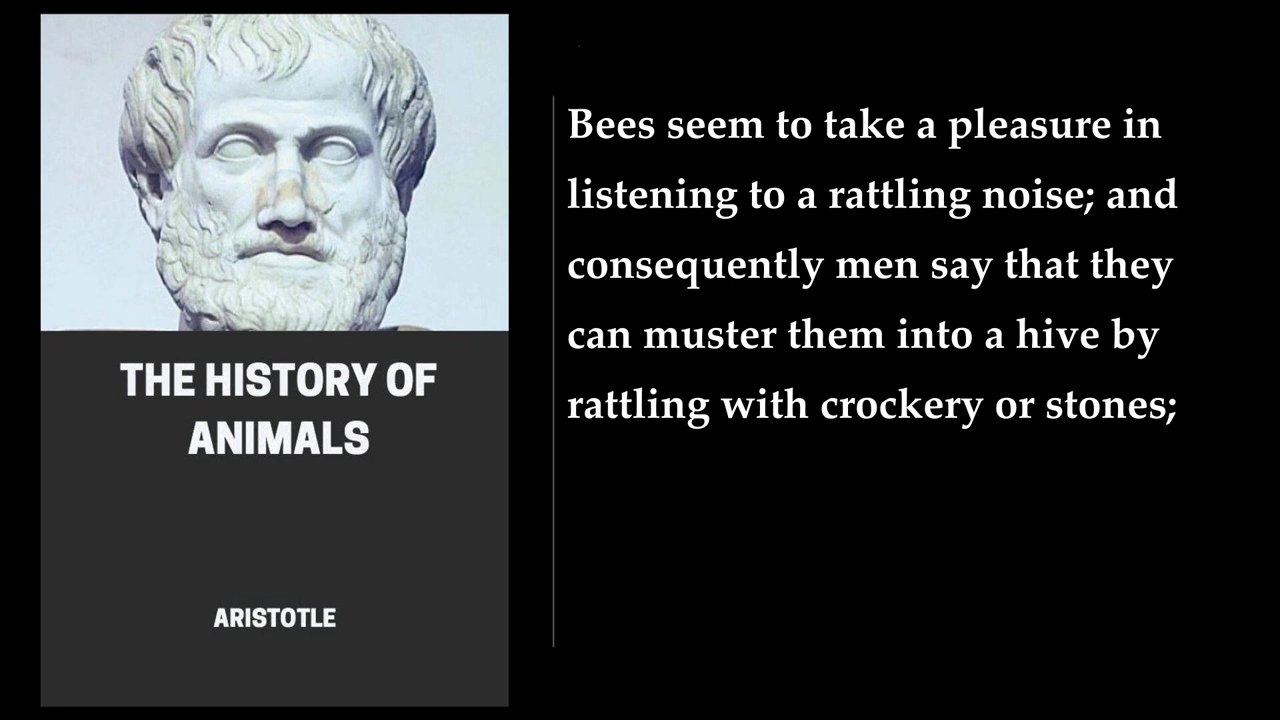 THE HISTORY OF
ANIMALS
ARISTOTLE
Bees seem to take a pleasure in
listening to a rattling noise; and
consequently men say that they
can muster them into a hive by
rattling with crockery or stones;